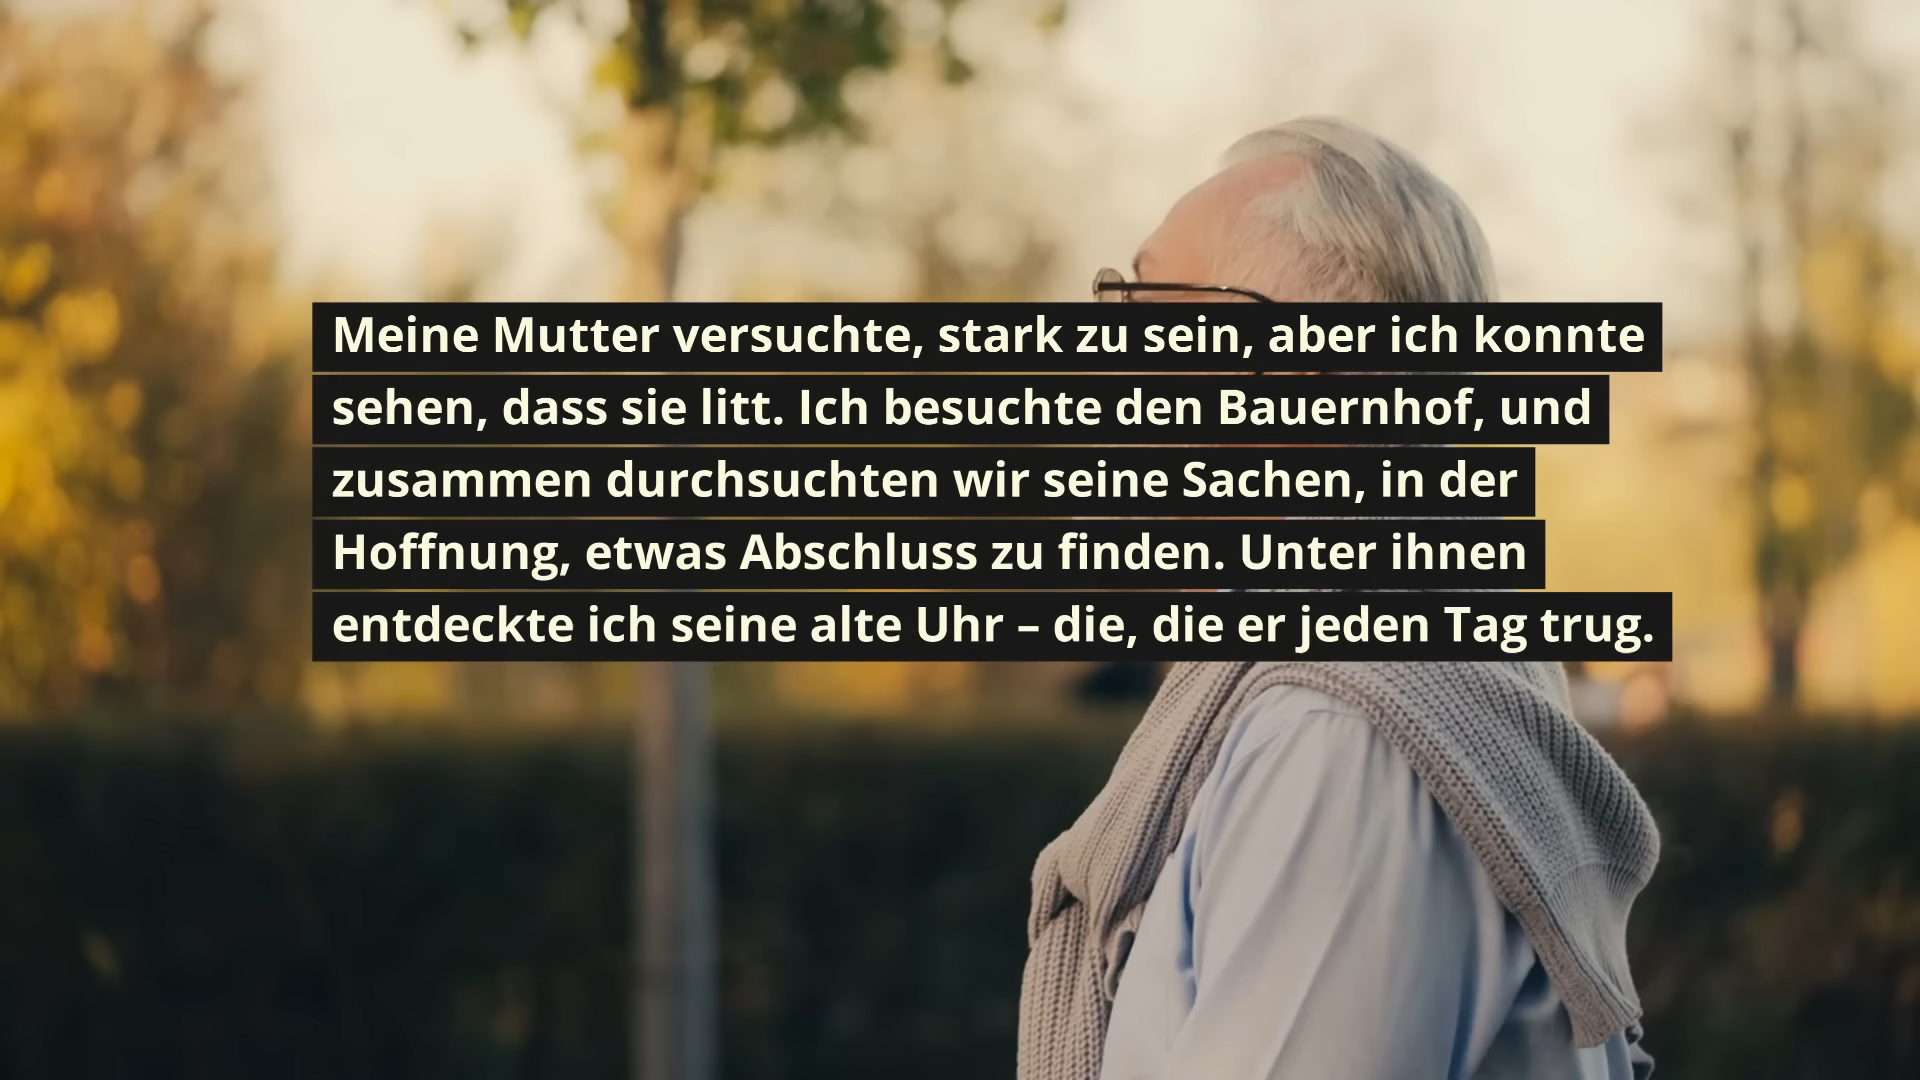 Meine Mutter versuchte, stark zu sein, aber ich konnte
sehen, dass sie litt. Ich besuchte den Bauernhof, und
zusammen durchsuchten wir seine Sachen, in der
Hoffnung, etwas Abschluss zu finden. Unter ihnen
entdeckte ich seine alte Uhr – die, die er jeden Tag trug.